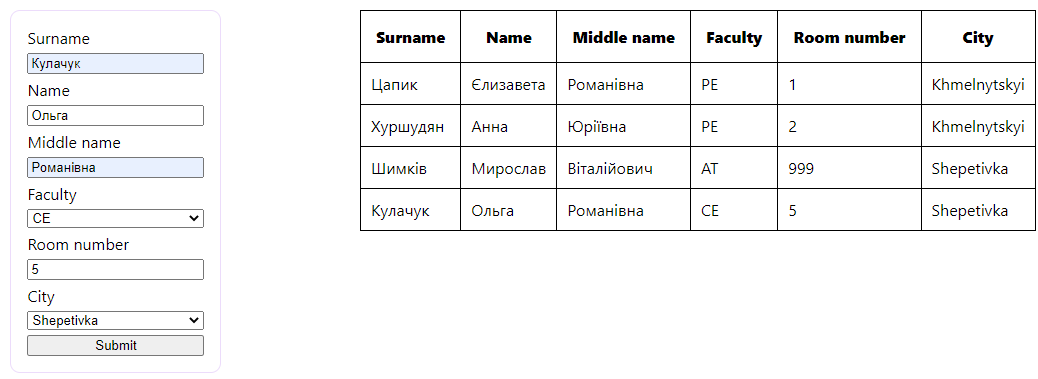 Surname
Кулачук
Name
Ольга
Middle name
Романівна
Faculty
CE
Room number
5
City
Shepetivka
Submit
Surname Name Middle name Faculty Room number City
Цапик Єлизавета Романівна PE 1 Khmelnytskyi
Хуршудян Анна Юріївна PE 2 Khmelnytskyi
Шимків Мирослав Віталійович AT 999 Shepetivka
Кулачук Ольга Романівна CE 5 Shepetivka